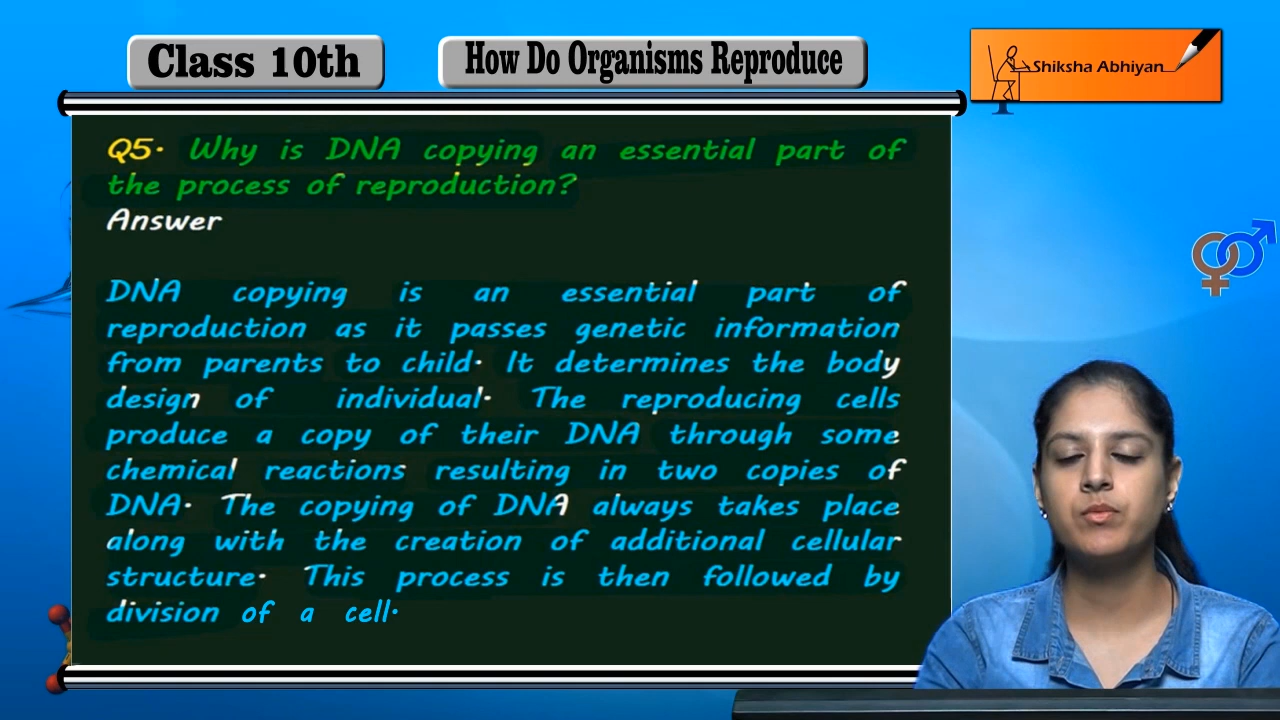 Class 10th
How Do Organisms Reproduce
Shiksha Abhiyan
Q5. Why is DNA copying an essential part of
the process of reproduction?
Answer
DNA copying is an essential part of
reproduction as it passes genetic information
from parents to child. It determines the body
design of individual. The reproducing cells
produce a copy of their DNA through some
chemical reactions resulting in two copies of
DNA. The copying of DNA always takes place
along with the creation of additional cellular
structure. This process is then followed by
division of a cell.